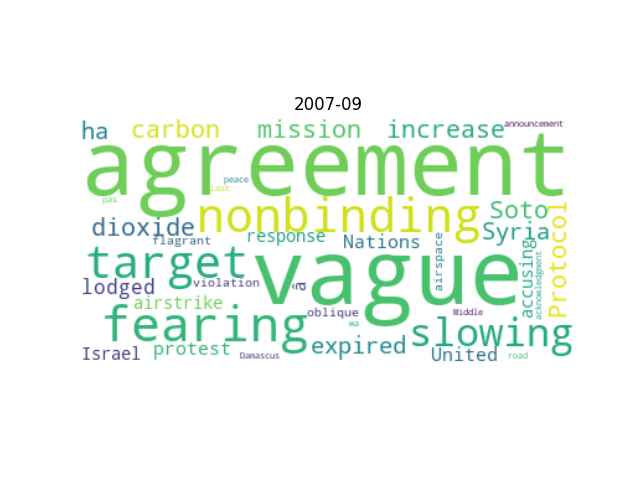 2007-09
ha carbon mission increase announcement
agreement
peace
Last
pas
nonbinding Soto Protocol
dioxide Syria
flagrant response Nations
target vague airspace accusing acknowledgment
lodged violation â
airstrike
fearing oblique Middle
ma slowing
expired
Israel protest Damascus United road